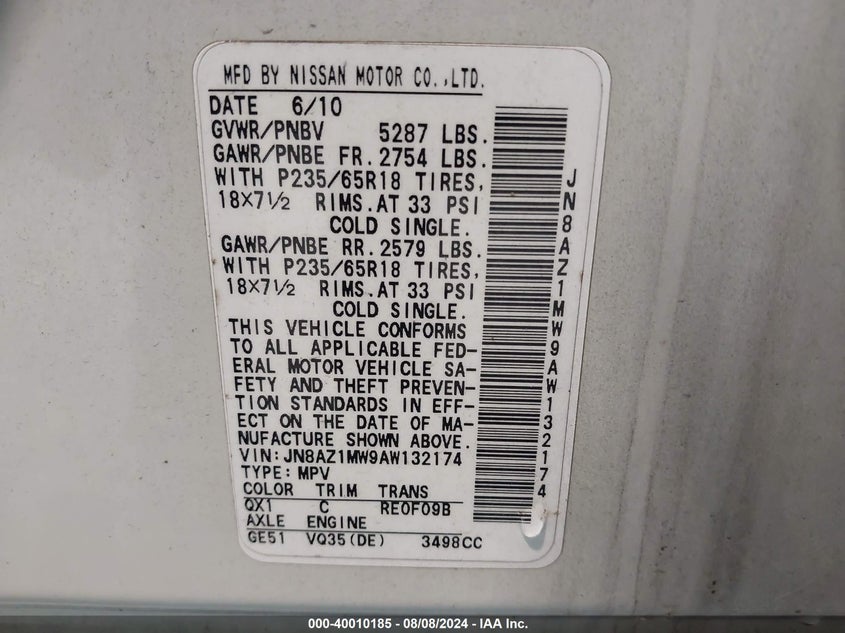 MFD BY NISSAN MOTOR CO.,LTD.
DATE 6/10
GVWR/PNBV 5287 LBS.
GAWR/PNBE FR.2754 LBS.
WITH P235/65R18 TIRES,
18×7½ RIMS.AT 33 PSI
COLD SINGLE.
GAWR/PNBE RR.2579 LBS.
WITH P235/65R18 TIRES,
18×7½ RIMS.AT 33 PSI
COLD SINGLE.
THIS VEHICLE CONFORMS
TO ALL APPLICABLE FED-
ERAL MOTOR VEHICLE SA-
FETY AND THEFT PREVEN-
TION STANDARDS IN EFF-
ECT ON THE DATE OF MA-
NUFACTURE SHOWN ABOVE.
VIN:JN8AZ1MW9AW132174
TYPE:MPV
COLOR TRIM TRANS
QX1 C RE0F09B
AXLE ENGINE
GE51 VQ35(DE) 3498CC
JN8AZ1MW9AW132174
000-40010185 - 08/08/2024 - IAA Inc.